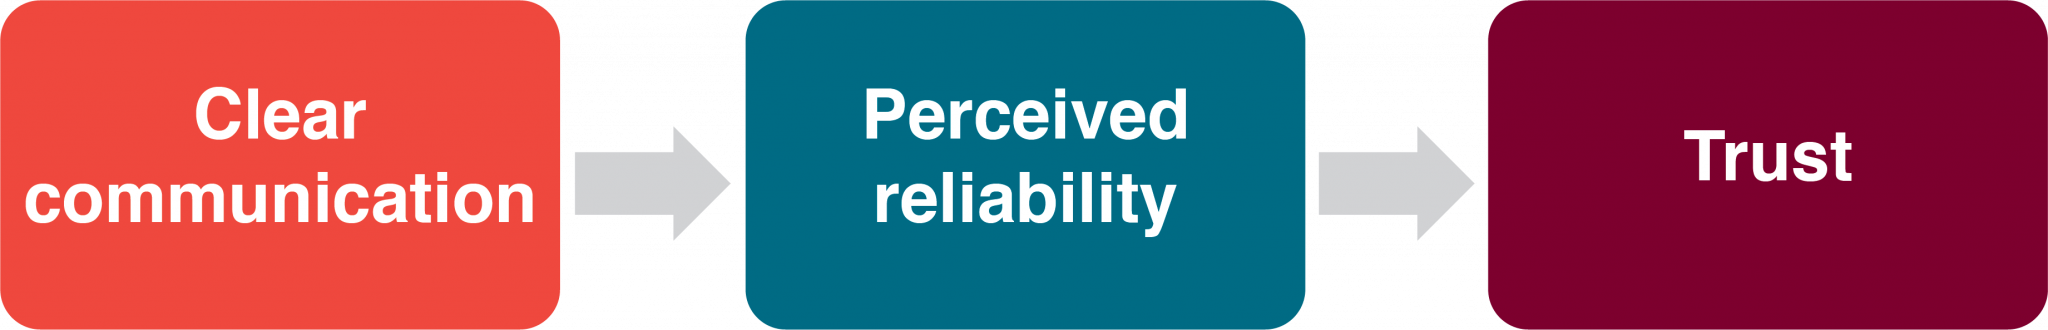 Clear
communication
Perceived
reliability
Trust